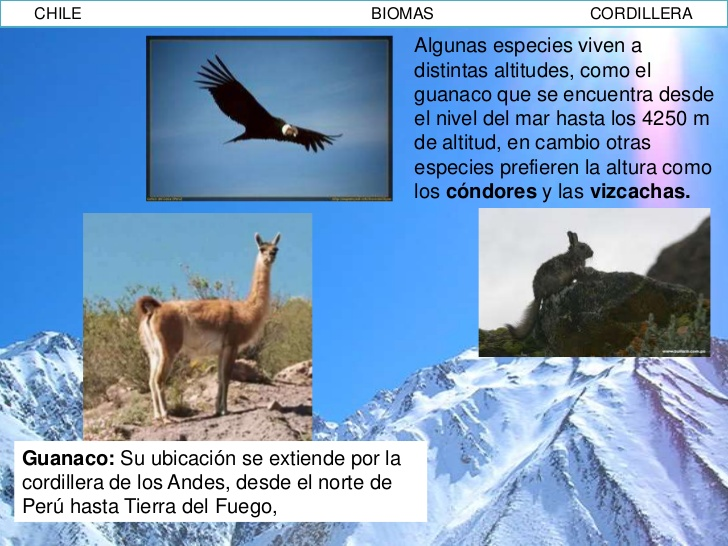 CHILE BIOMAS CORDILLERA
Algunas especies viven a
distintas altitudes, como el
guanaco que se encuentra desde
el nivel del mar hasta los 4250 m
de altitud, en cambio otras
especies prefieren la altura como
los cóndores y las vizcachas.
Guanaco: Su ubicación se extiende por la
cordillera de los Andes, desde el norte de
Perú hasta Tierra del Fuego,